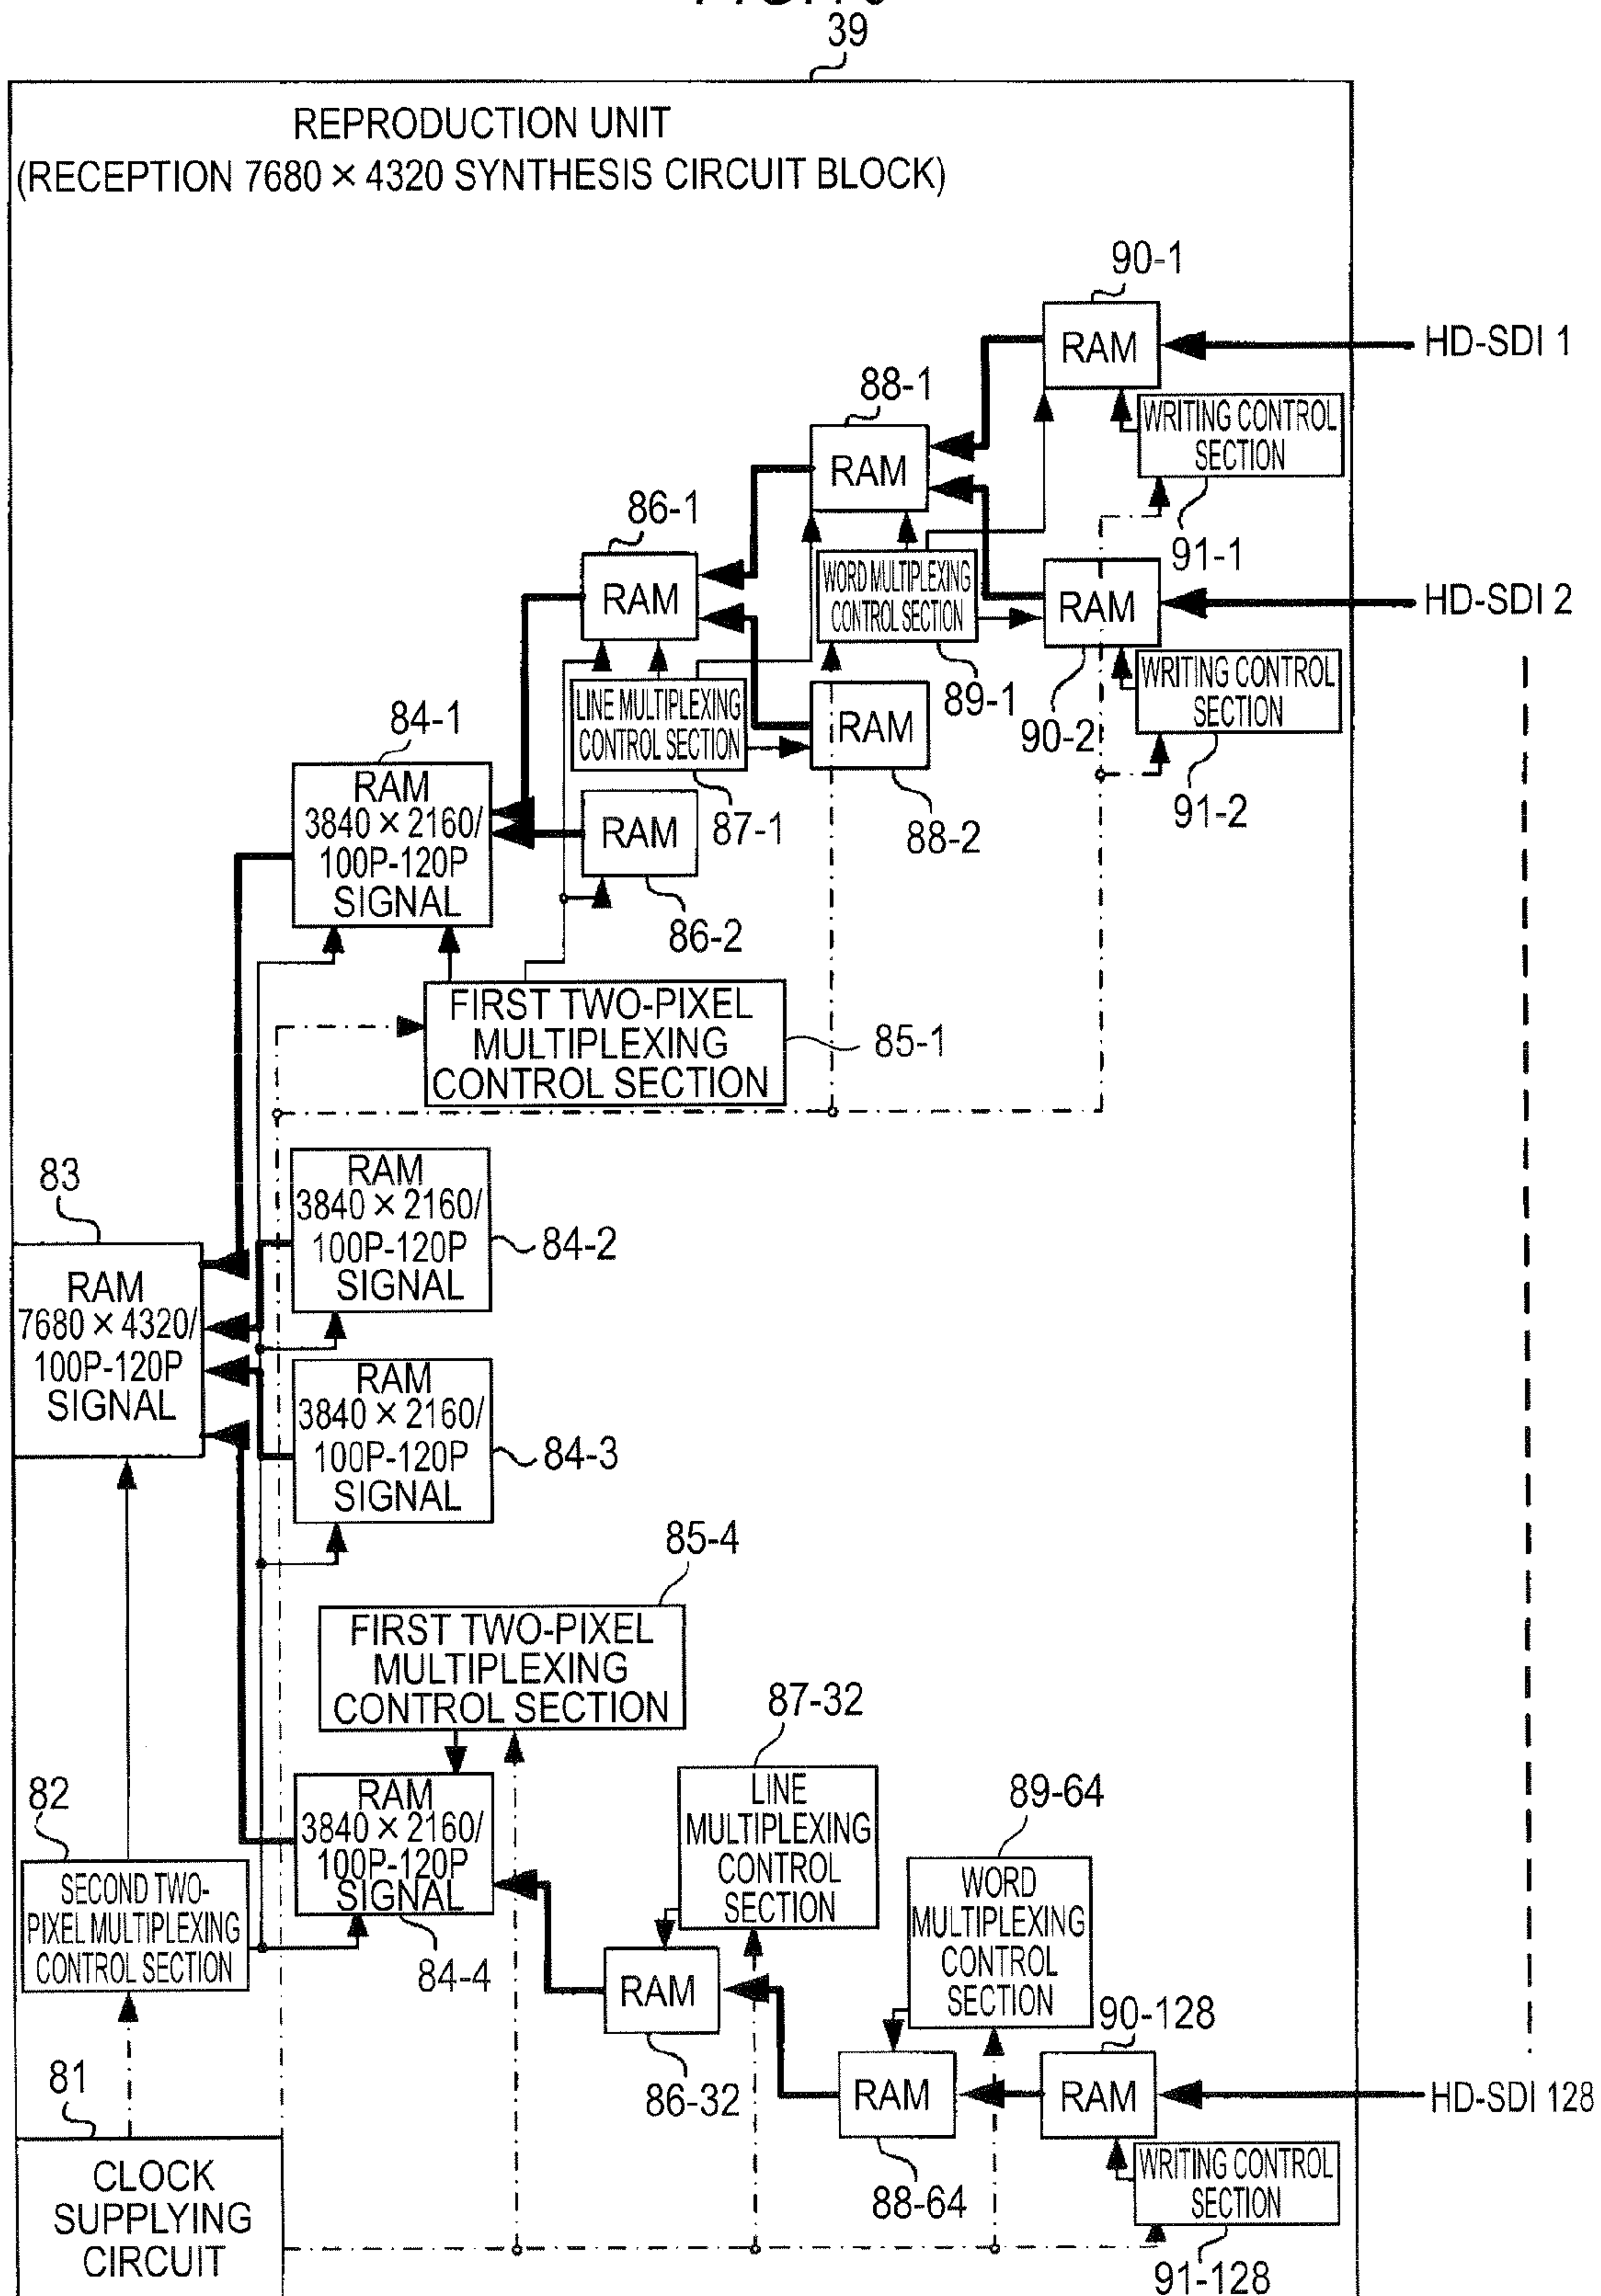 39
REPRODUCTION UNIT
(RECEPTION 7680 × 4320 SYNTHESIS CIRCUIT BLOCK)
90-1
RAM
HD-SDI 1
88-1
WRITING CONTROL
SECTION
RAM
86-1
91-1
RAM
WORD MULTIPLEXING
CONTROL SECTION
RAM
HD-SDI 2
89-1
90-2
WRITING CONTROL
SECTION
84-1
LINE MULTIPLEXING
CONTROL SECTION
RAM
91-2
RAM
3840 × 2160/
100P-120P
SIGNAL
RAM
87-1
88-2
86-2
FIRST TWO-PIXEL
MULTIPLEXING
CONTROL SECTION
85-1
83
RAM
3840 × 2160/
100P-120P
SIGNAL
84-2
RAM
7680 × 4320/
100P-120P
SIGNAL
RAM
3840 × 2160/
100P-120P
SIGNAL
84-3
85-4
FIRST TWO-PIXEL
MULTIPLEXING
CONTROL SECTION
87-32
LINE
MULTIPLEXING
CONTROL
SECTION
82
RAM
3840 × 2160/
100P-120P
SIGNAL
89-64
WORD
MULTIPLEXING
CONTROL
SECTION
SECOND TWO-
PIXEL MULTIPLEXING
CONTROL SECTION
84-4
RAM
90-128
86-32
RAM
RAM
HD-SDI 128
81
88-64
WRITING CONTROL
SECTION
CLOCK
SUPPLYING
CIRCUIT
91-128